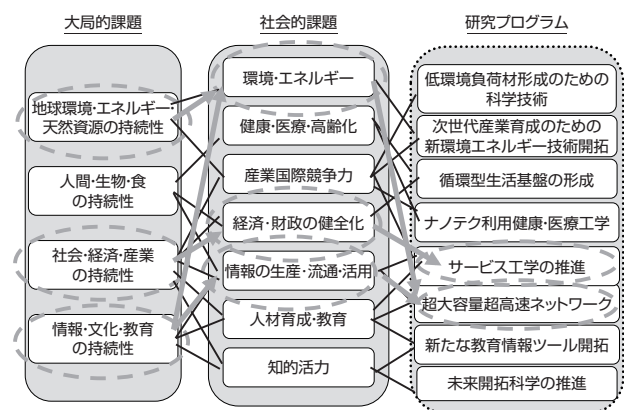 大局的課題
地球環境・エネルギー・
天然資源の持続性
人間・生物・食
の持続性
社会・経済・産業
の持続性
情報・文化・教育
の持続性
社会的課題
環境・エネルギー
健康・医療・高齢化
産業国際競争力
経済・財政の健全化
情報の生産・流通・活用
人材育成・教育
知的活力
研究プログラム
低環境負荷材形成のための
科学技術
次世代産業育成のための
新環境エネルギー技術開拓
循環型生活基盤の形成
ナノテク利用健康・医療工学
サービス工学の推進
超大容量超高速ネットワーク
新たな教育情報ツール開拓
未来開拓科学の推進